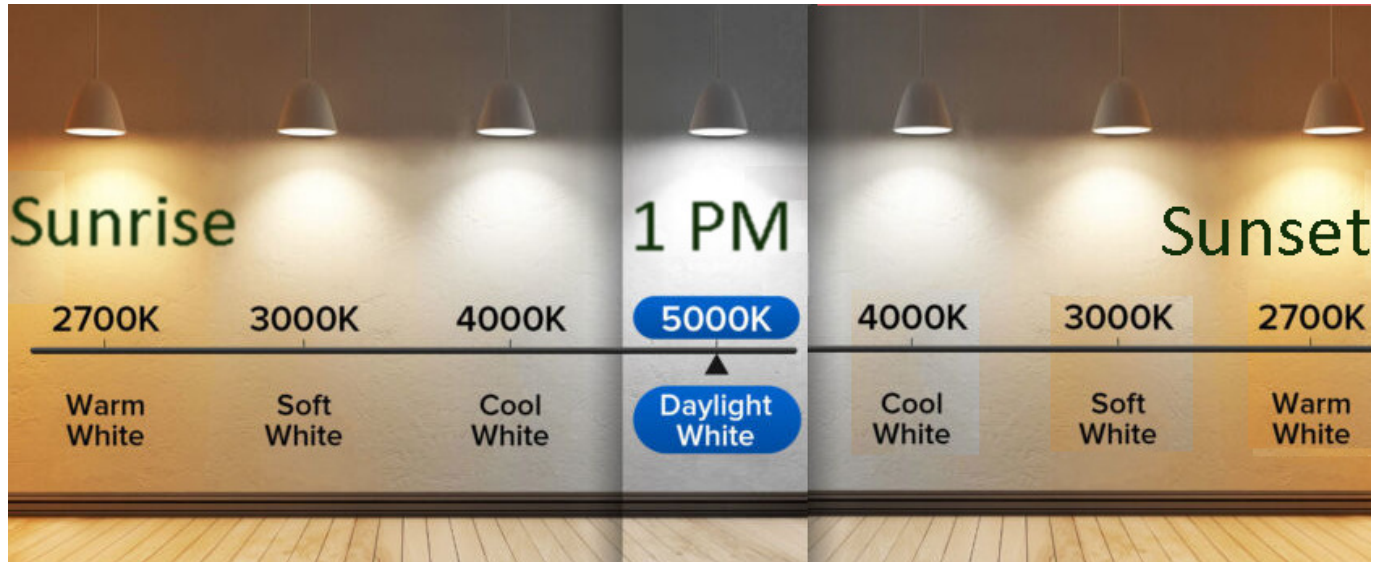 Sunrise
1 PM
Sunset
2700K
3000K
4000K
5000K
4000K
3000K
2700K
Warm
White
Soft
White
Cool
White
Daylight
White
Cool
White
Soft
White
Warm
White